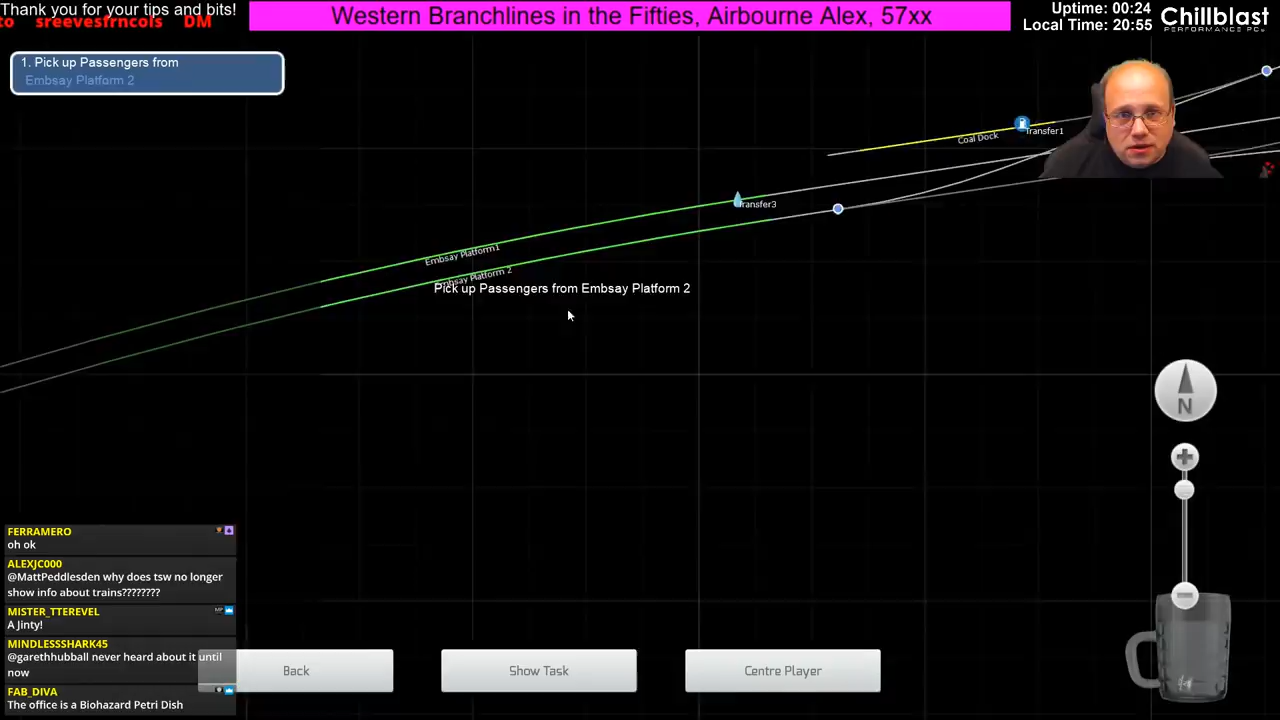 Thank you for your tips and bits!
to sreevesfrncols DM
Western Branchlines in the Fifties, Airbourne Alex, 57xx
Uptime: 00:24
Local Time: 20:55
Chillblast
PERFORMANCE PCs
1. Pick up Passengers from
Embsay Platform 2
Coal Dock
Transfer1
Transfer3
Embsay Platform1
Embsay Platform 2
Pick up Passengers from Embsay Platform 2
N
FERRAMERO
oh ok
ALEXJC000
@MattPeddlesden why does tsw no longer
show info about trains????????
MISTER_TTEREVEL
A Jinty!
MINDLESSSHARK45
@garethhubball never heard about it until
now
FAB_DIVA
The office is a Biohazard Petri Dish
Back
Show Task
Centre Player